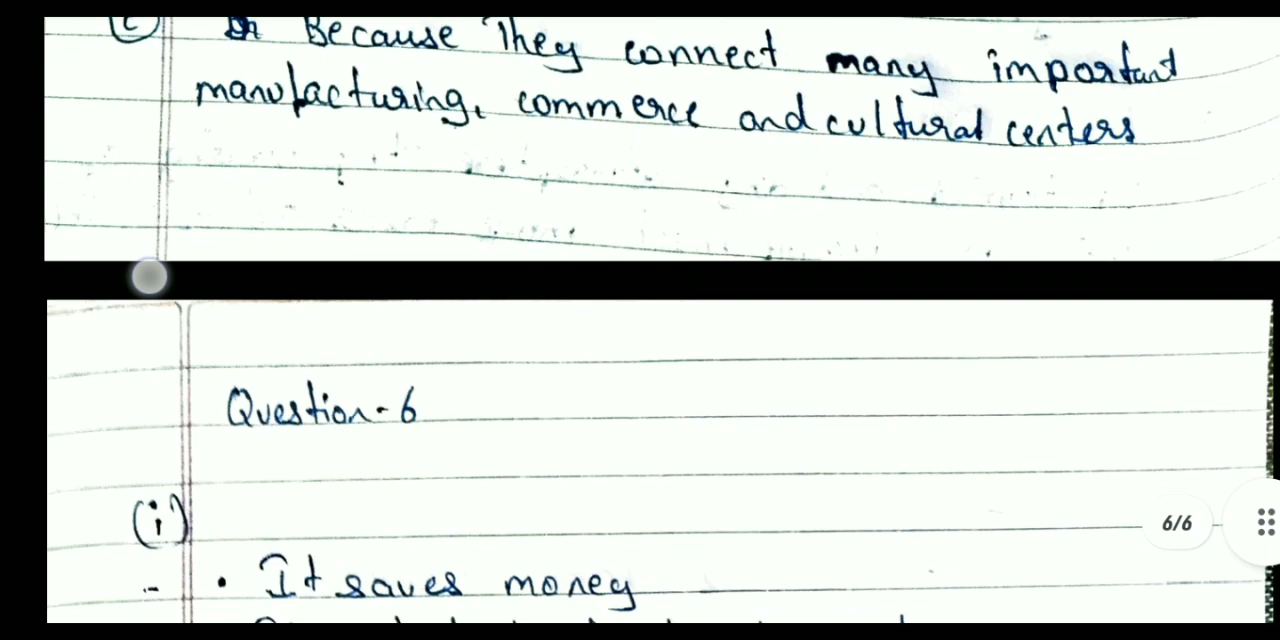 (c) Because They connect many important
manufacturing, commerce and cultural centers
Question-6
(i)
6/6
• It saves money